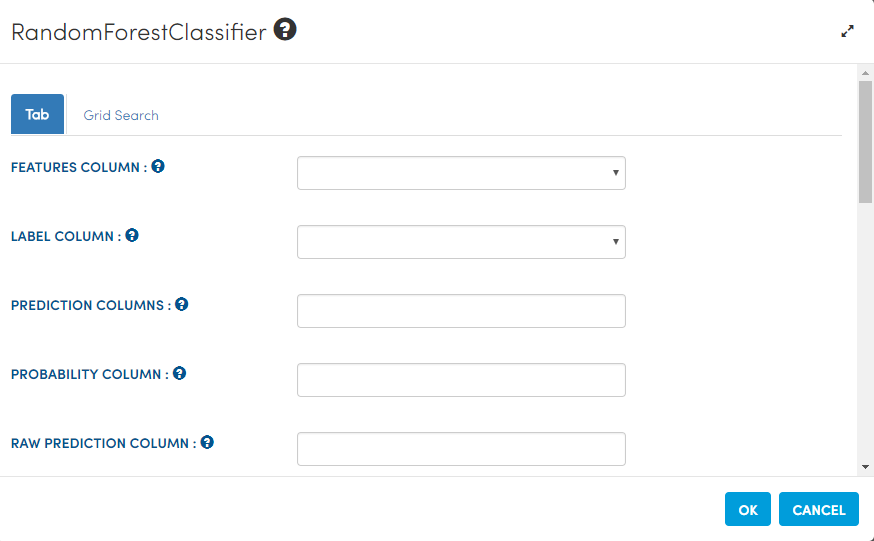 RandomForestClassifier
Tab
Grid Search
FEATURES COLUMN :
LABEL COLUMN :
PREDICTION COLUMNS :
PROBABILITY COLUMN :
RAW PREDICTION COLUMN :
OK
CANCEL